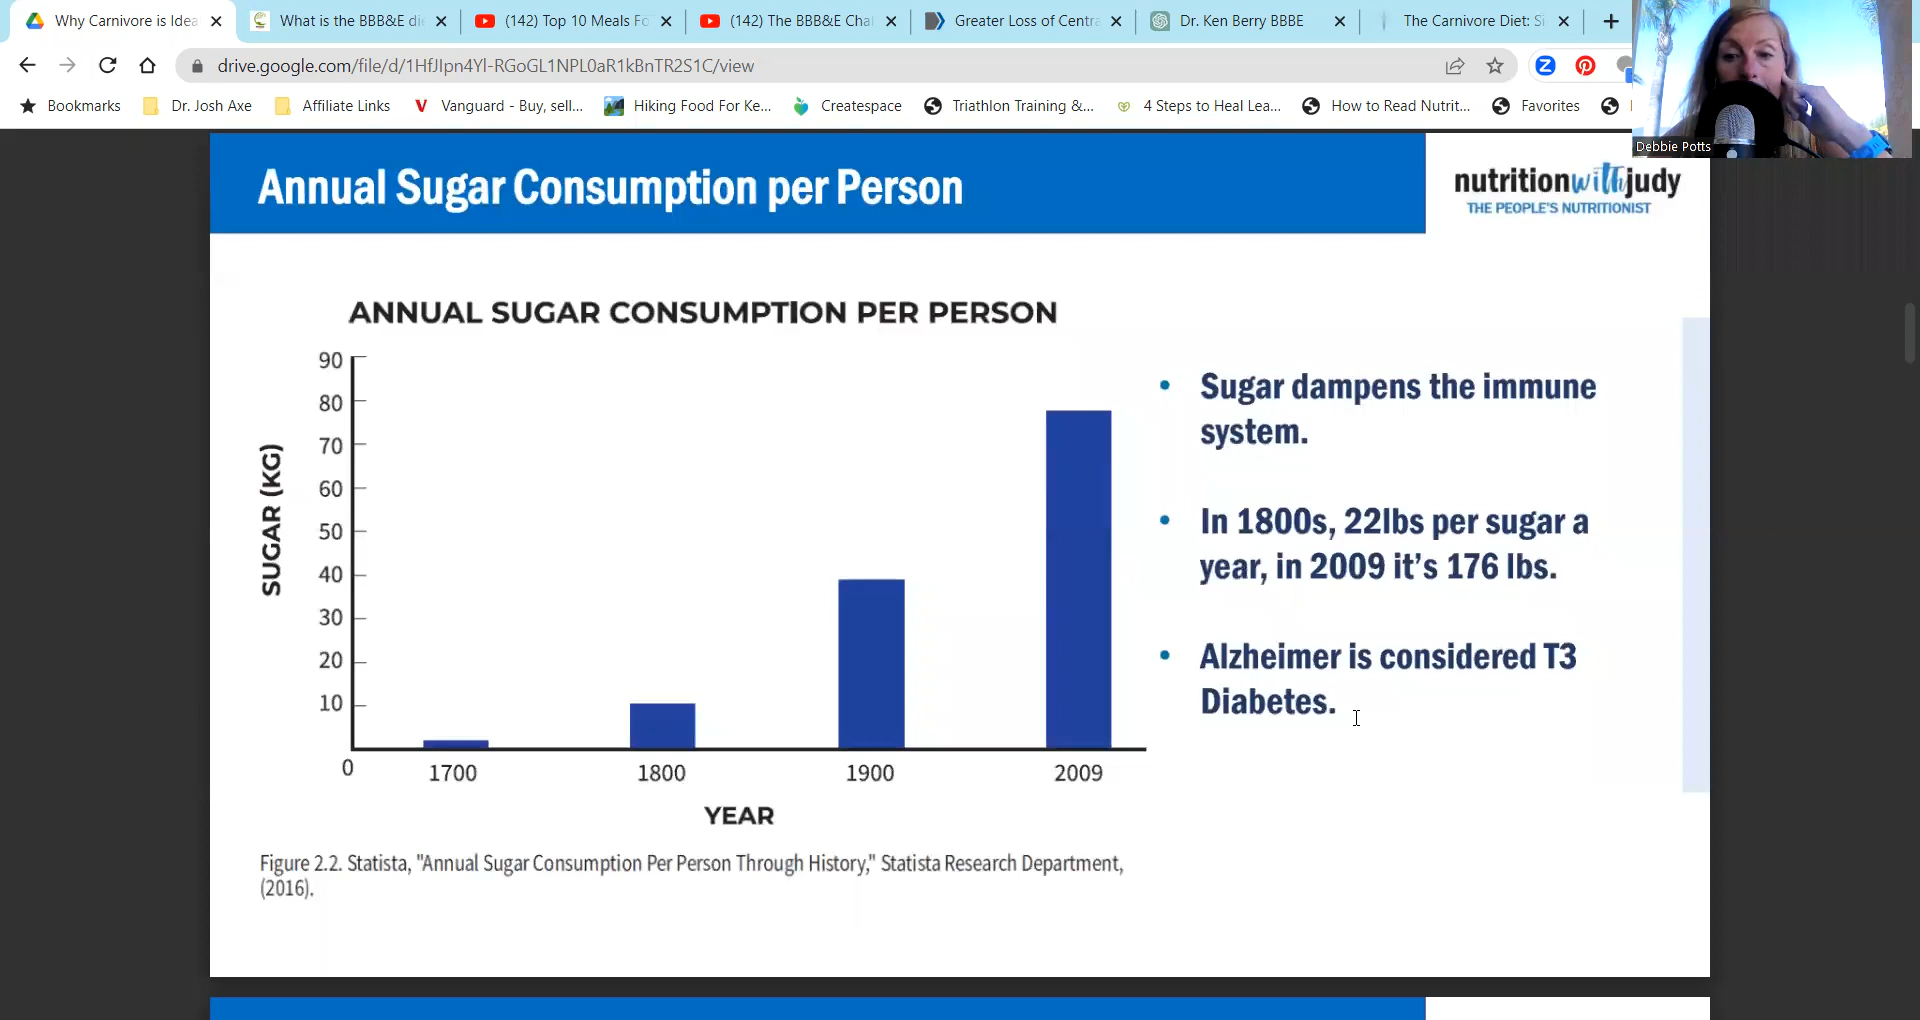 Why Carnivore is Idea
What is the BBB&E di
(142) Top 10 Meals Fo
(142) The BBB&E Cha
Greater Loss of Centra
Dr. Ken Berry BBBE
The Carnivore Diet: Si
drive.google.com/file/d/1HfJIpn4Yl-RGoGL1NPL0aR1kBnTR2S1C/view
Bookmarks
Dr. Josh Axe
Affiliate Links
Vanguard - Buy, sell...
Hiking Food For Ke...
Createspace
Triathlon Training &...
4 Steps to Heal Lea...
How to Read Nutrit...
Favorites
Debbie Potts
Annual Sugar Consumption per Person
nutritionwithjudy
THE PEOPLE'S NUTRITIONIST
ANNUAL SUGAR CONSUMPTION PER PERSON
SUGAR (KG)
90
80
70
60
50
40
30
20
10
0
1700
1800
1900
2009
YEAR
• Sugar dampens the immune
system.
• In 1800s, 22lbs per sugar a
year, in 2009 it's 176 lbs.
• Alzheimer is considered T3
Diabetes.
Figure 2.2. Statista, "Annual Sugar Consumption Per Person Through History," Statista Research Department,
(2016).